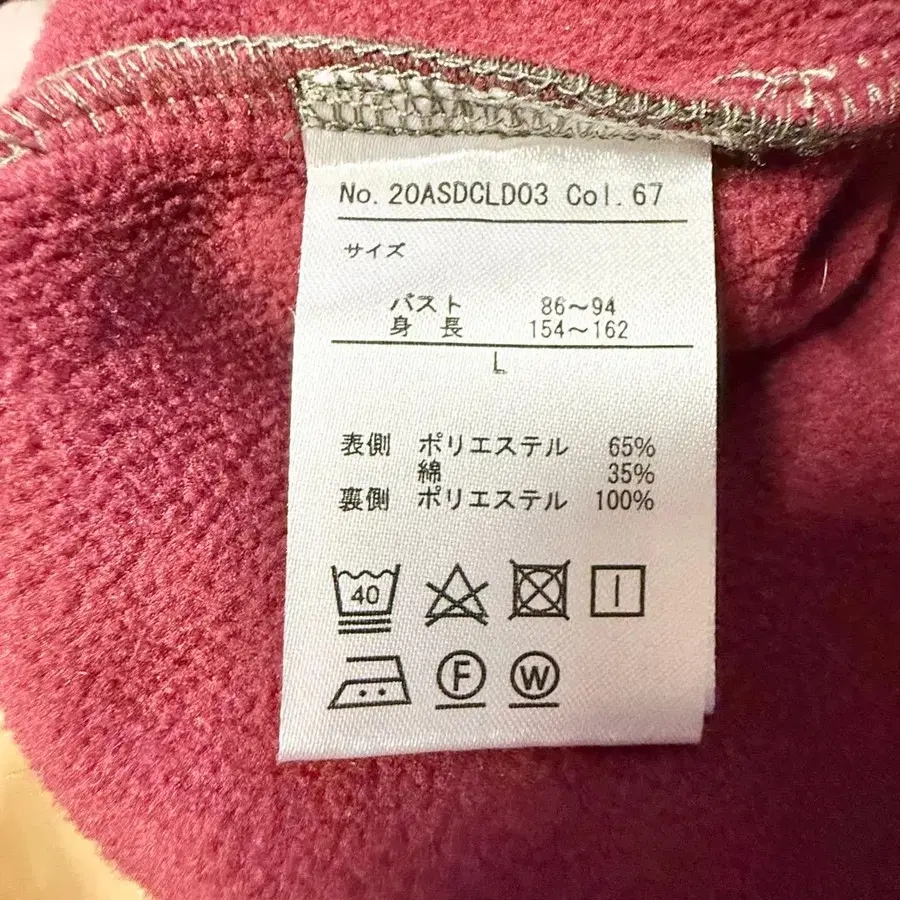 No. 20ASDCLD03 Col. 67
サイズ
バスト 86～94
身長 154～162
L
表側 ポリエステル 65%
綿 35%
裏側 ポリエステル 100%
40
F W